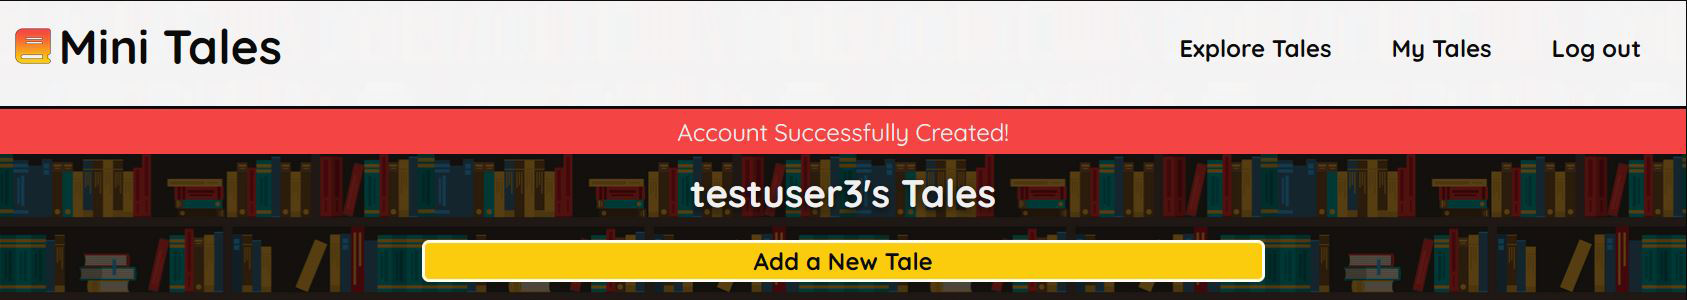 Mini Tales
Explore Tales
My Tales
Log out
Account Successfully Created!
testuser3's Tales
Add a New Tale